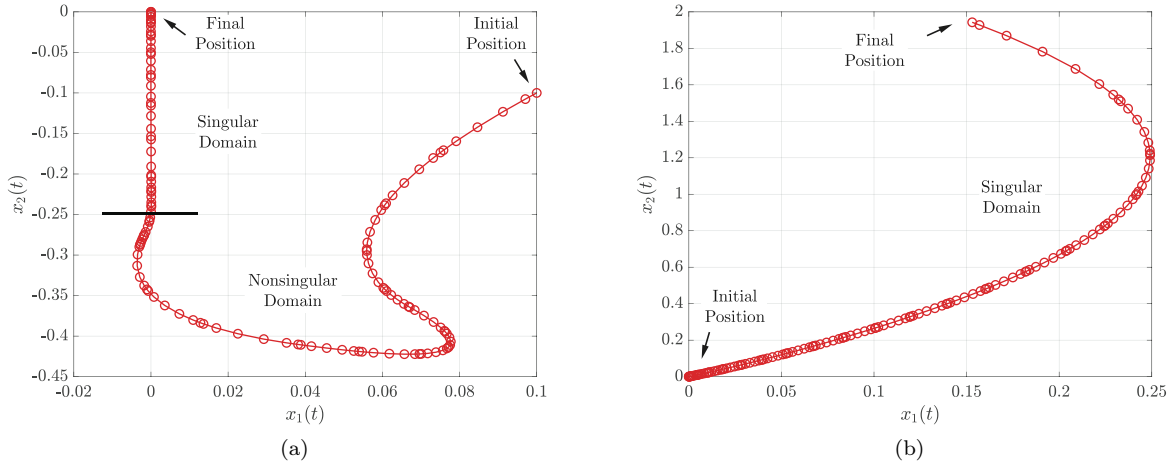 0
-0.05
-0.1
-0.15
-0.2
-0.25
-0.3
-0.35
-0.4
-0.45
x2(t)
Final
Position
Initial
Position
Singular
Domain
Nonsingular
Domain
-0.02 0 0.02 0.04 0.06 0.08 0.1
x1(t)
(a)
2
1.8
1.6
1.4
1.2
1
0.8
0.6
0.4
0.2
0
x2(t)
Final
Position
Singular
Domain
Initial
Position
0 0.05 0.1 0.15 0.2 0.25
x1(t)
(b)